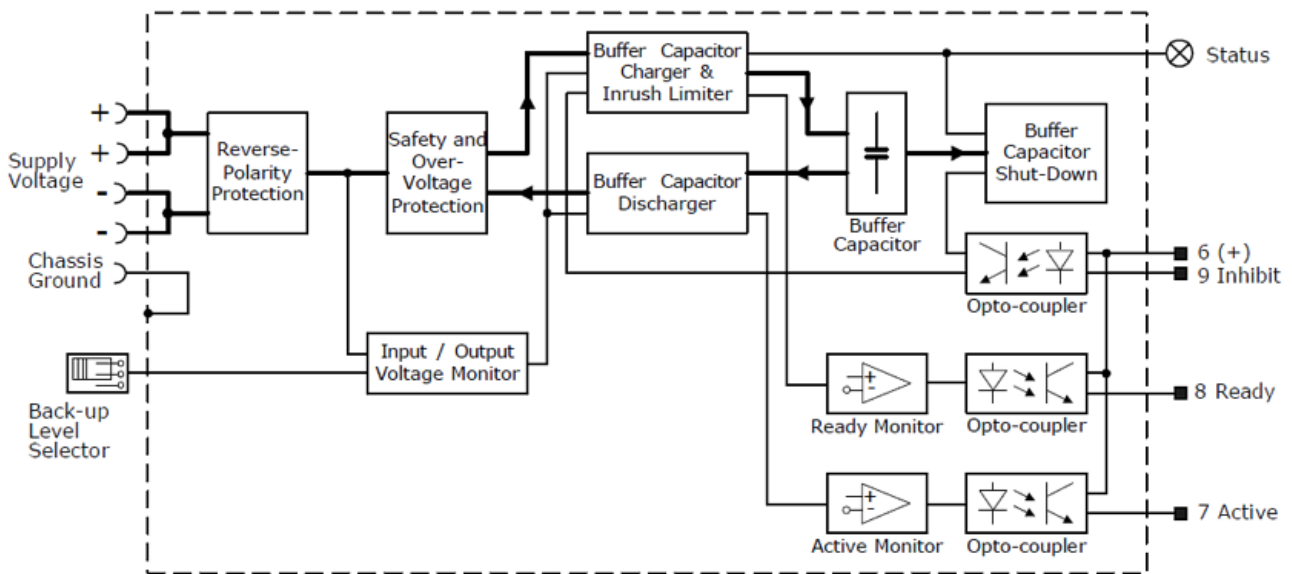 Supply
Voltage
+
+
-
-
Chassis
Ground
Back-up
Level
Selector
Reverse-
Polarity
Protection
Safety and
Over-
Voltage
Protection
Input / Output
Voltage Monitor
Buffer Capacitor
Charger &
Inrush Limiter
Buffer Capacitor
Discharger
Buffer
Capacitor
Buffer
Capacitor
Shut-Down
Status
Opto-coupler
6 (+)
9 Inhibit
+
-
Ready Monitor
Opto-coupler
8 Ready
+
-
Active Monitor
Opto-coupler
7 Active